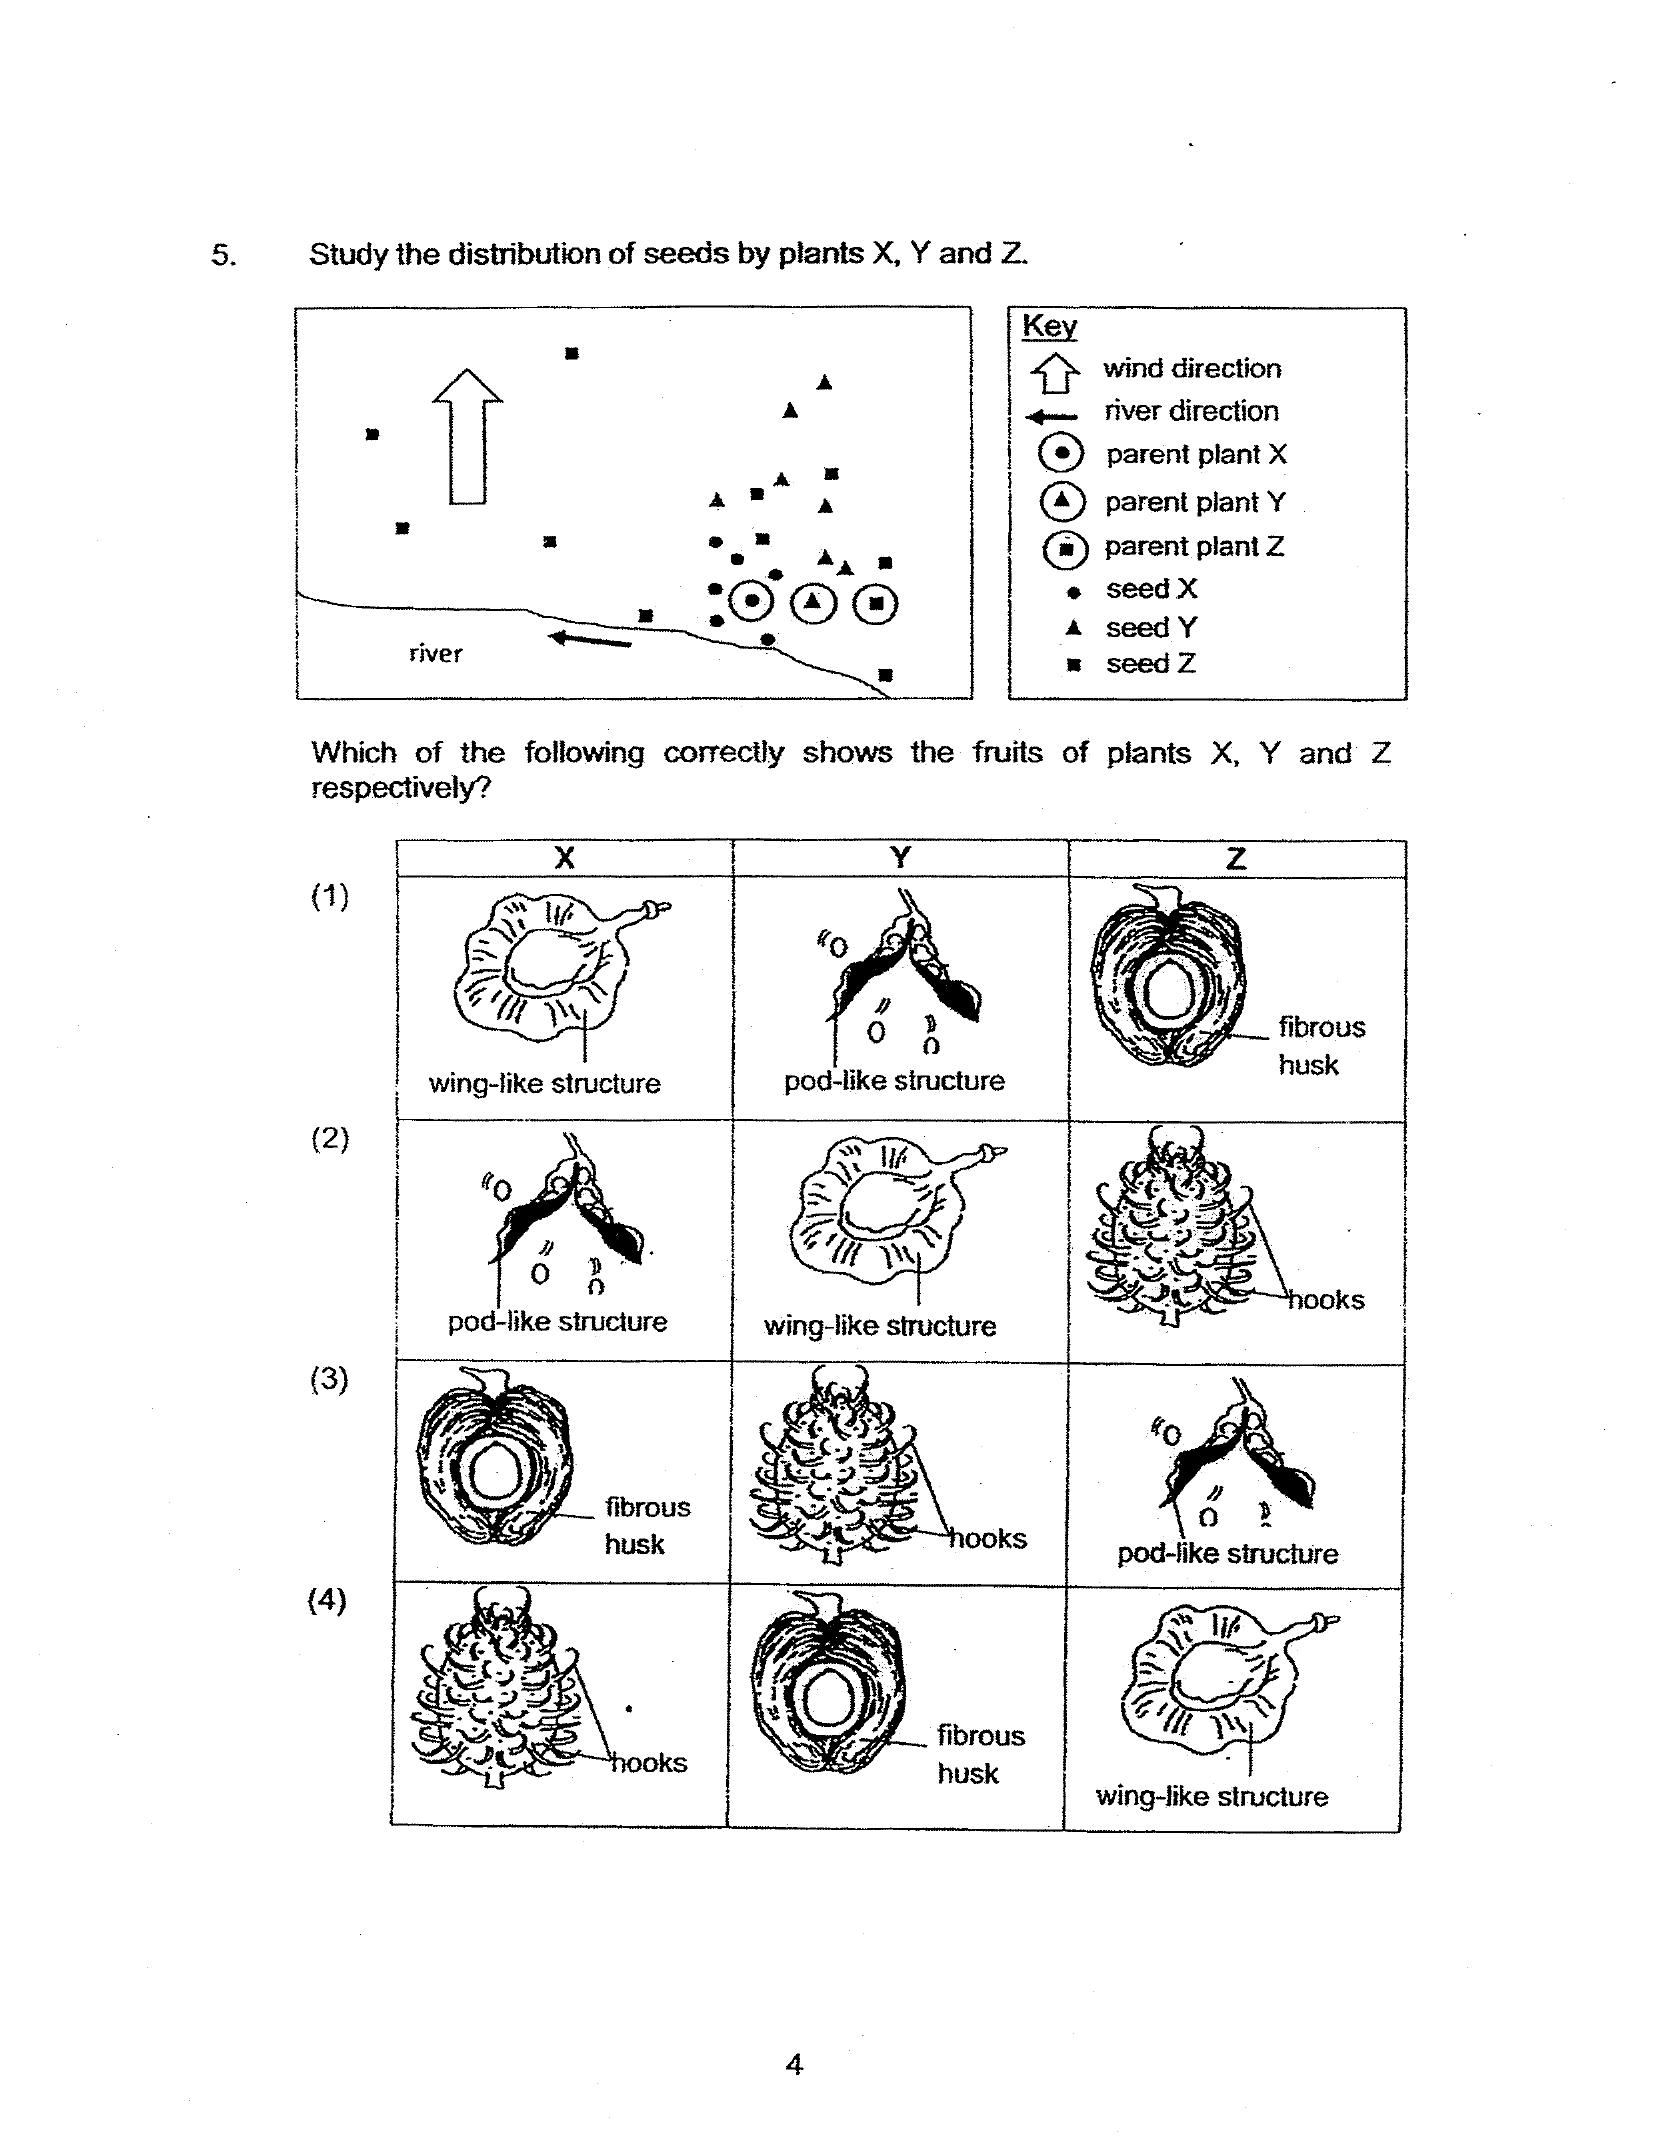 5. Study the distribution of seeds by plants X, Y and Z.
Key
wind direction
river direction
parent plant X
parent plant Y
parent plant Z
seed X
seed Y
seed Z
river
Which of the following correctly shows the fruits of plants X, Y and Z
respectively?
X Y Z
(1)
fibrous
husk
wing-like structure pod-like structure
(2)
hooks
pod-like structure wing-like structure
(3)
fibrous
husk
hooks
pod-like structure
(4)
hooks
fibrous
husk
wing-like structure
4